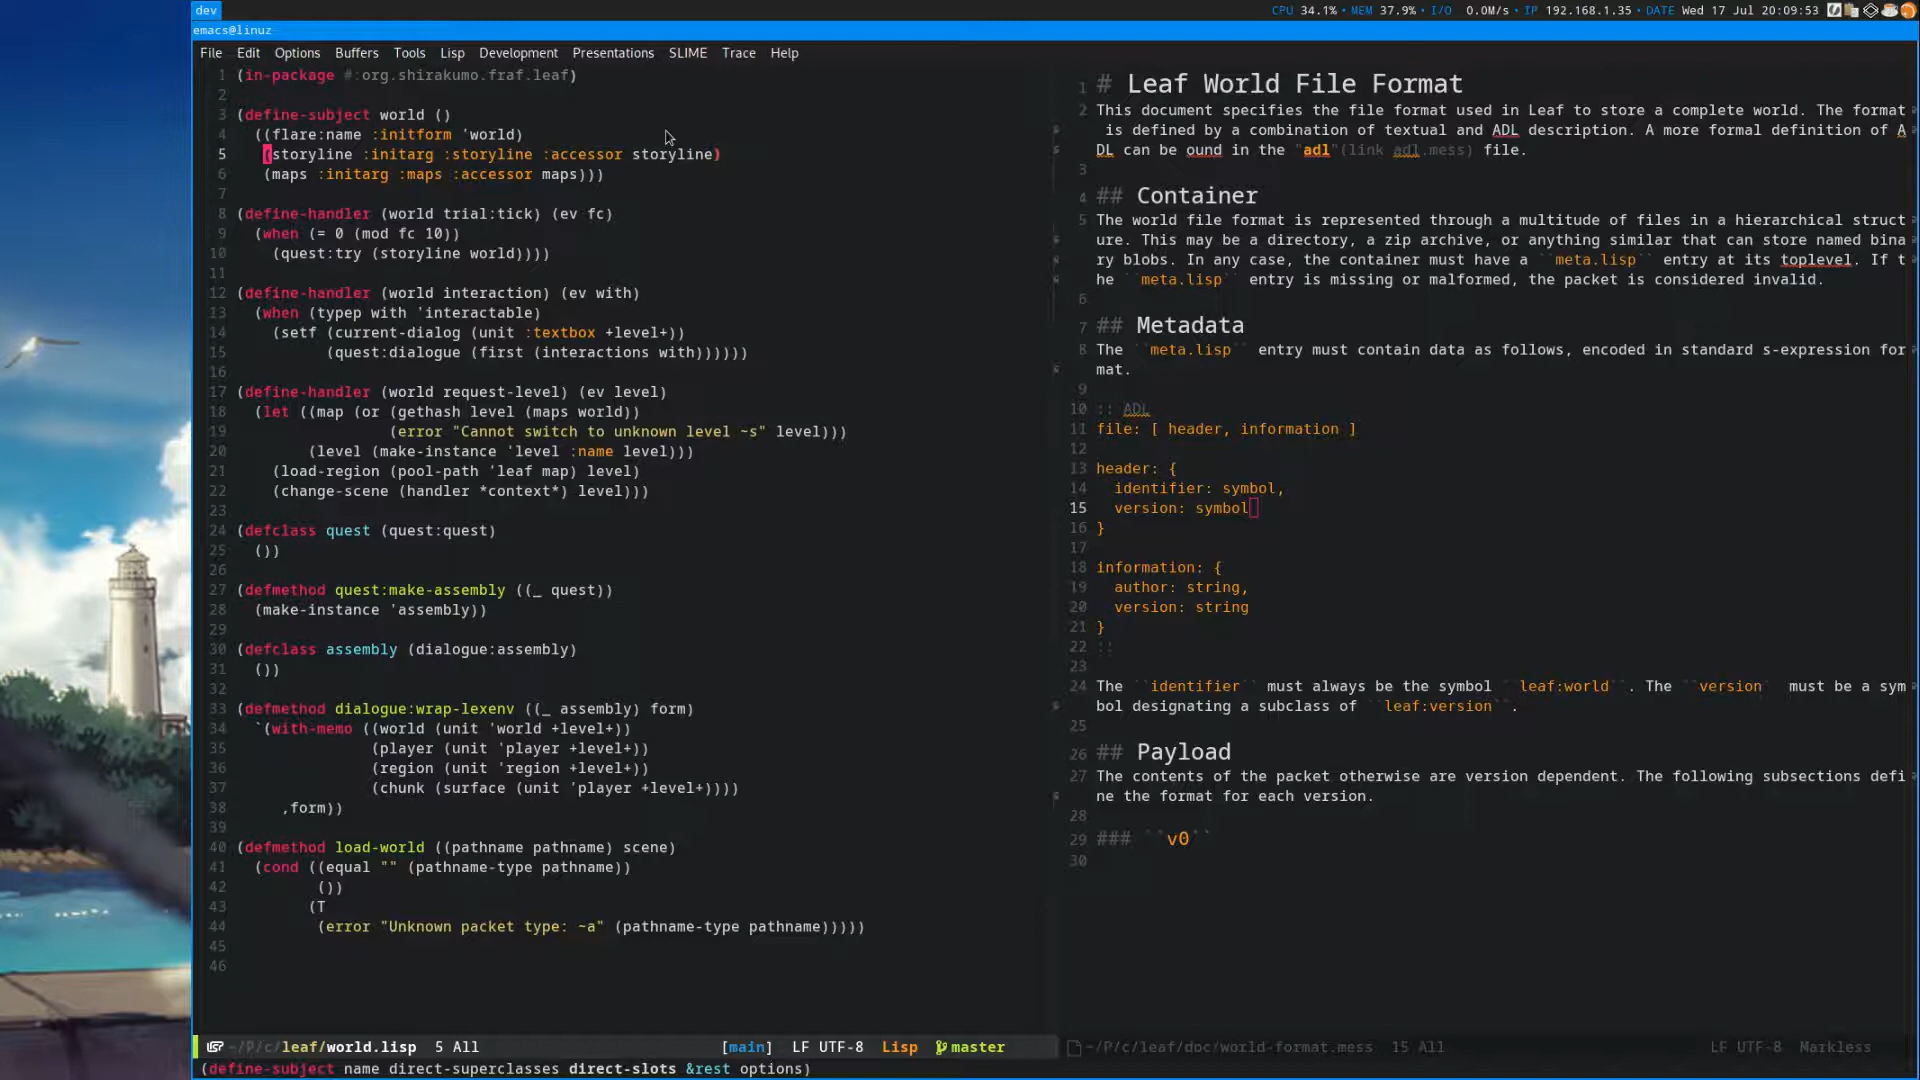 dev
CPU 34.1% • MEM 37.9% • I/O 0.0M/s • IP 192.168.1.35 • DATE Wed 17 Jul 20:09:53
emacs@linuz
File Edit Options Buffers Tools Lisp Development Presentations SLIME Trace Help
1 (in-package #:org.shirakumo.fraf.leaf)
2
3 (define-subject world ()
4   ((flare:name :initform 'world)
5    (storyline :initarg :storyline :accessor storyline)
6    (maps :initarg :maps :accessor maps)))
7
8 (define-handler (world trial:tick) (ev fc)
9   (when (= 0 (mod fc 10))
10     (quest:try (storyline world))))
11
12 (define-handler (world interaction) (ev with)
13   (when (typep with 'interactable)
14     (setf (current-dialog (unit :textbox +level+))
15           (quest:dialogue (first (interactions with))))))
16
17 (define-handler (world request-level) (ev level)
18   (let ((map (or (gethash level (maps world))
19                  (error "Cannot switch to unknown level ~s" level)))
20         (level (make-instance 'level :name level)))
21     (load-region (pool-path 'leaf map) level)
22     (change-scene (handler *context*) level)))
23
24 (defclass quest (quest:quest)
25   ())
26
27 (defmethod quest:make-assembly ((_ quest))
28   (make-instance 'assembly))
29
30 (defclass assembly (dialogue:assembly)
31   ())
32
33 (defmethod dialogue:wrap-lexenv ((_ assembly) form)
34   `(with-memo ((world (unit 'world +level+))
35                (player (unit 'player +level+))
36                (region (unit 'region +level+))
37                (chunk (surface (unit 'player +level+))))
38      ,form))
39
40 (defmethod load-world ((pathname pathname) scene)
41   (cond ((equal "" (pathname-type pathname))
42          ())
43         (T
44          (error "Unknown packet type: ~a" (pathname-type pathname)))))
45
46
~/P/c/leaf/world.lisp 5 All [main] LF UTF-8 Lisp master
(define-subject name direct-superclasses direct-slots &rest options)
1 # Leaf World File Format
2 This document specifies the file format used in Leaf to store a complete world. The format
is defined by a combination of textual and ADL description. A more formal definition of A
DL can be ound in the "adl"(link adl.mess) file.
3
4 ## Container
5 The world file format is represented through a multitude of files in a hierarchical struct
ure. This may be a directory, a zip archive, or anything similar that can store named bina
ry blobs. In any case, the container must have a ``meta.lisp`` entry at its toplevel. If t
he ``meta.lisp`` entry is missing or malformed, the packet is considered invalid.
6
7 ## Metadata
8 The ``meta.lisp`` entry must contain data as follows, encoded in standard s-expression for
mat.
9
10 :: ADL
11 file: [ header, information ]
12
13 header: {
14   identifier: symbol,
15   version: symbol
16 }
17
18 information: {
19   author: string,
20   version: string
21 }
22 ::
23
24 The ``identifier`` must always be the symbol ``leaf:world``. The ``version`` must be a sym
bol designating a subclass of ``leaf:version``.
25
26 ## Payload
27 The contents of the packet otherwise are version dependent. The following subsections defi
ne the format for each version.
28
29 ### ``v0``
30
~/P/c/leaf/doc/world-format.mess 15 All LF UTF-8 Markless